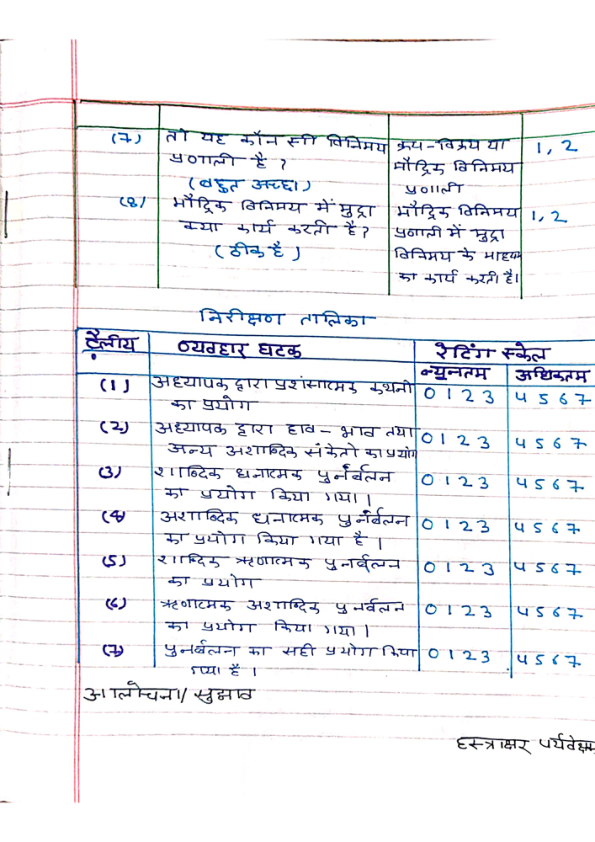 (7) तो यह कौन सी विनिमय क्रय-विक्रय या 1, 2
प्रणाली है ? मौद्रिक विनिमय
(बहुत अच्छा) प्रणाली
(8) मौद्रिक विनिमय में मुद्रा मौद्रिक विनिमय 1, 2
क्या कार्य करती है? प्रणाली में मुद्रा
(ठीक है) विनिमय के माध्यम
का कार्य करती है।
निरीक्षण तालिका
टैलीय व्यवहार घटक रेटिंग स्केल
न्यूनतम अधिकतम
(1) अध्यापक द्वारा प्रशंसात्मक कथनो 0 1 2 3 4 5 6 7
का प्रयोग
(2) अध्यापक द्वारा हाव-भाव तथा 0 1 2 3 4 5 6 7
अन्य अशाब्दिक संकेतो का प्रयोग
(3) शाब्दिक धनात्मक पुर्नर्बलन 0 1 2 3 4 5 6 7
का प्रयोग किया गया।
(4) अशाब्दिक धनात्मक पुर्नर्बलन 0 1 2 3 4 5 6 7
का प्रयोग किया गया है।
(5) शाब्दिक ऋणात्मक पुनर्बलन 0 1 2 3 4 5 6 7
का प्रयोग
(6) ऋणात्मक अशाब्दिक पुनर्वलन 0 1 2 3 4 5 6 7
का प्रयोग किया गया।
(7) पुनर्बलन का सही प्रयोग किया 0 1 2 3 4 5 6 7
गया है ।
आलोचना/ सुझाव
हस्त्राक्षर पर्यवेक्षक